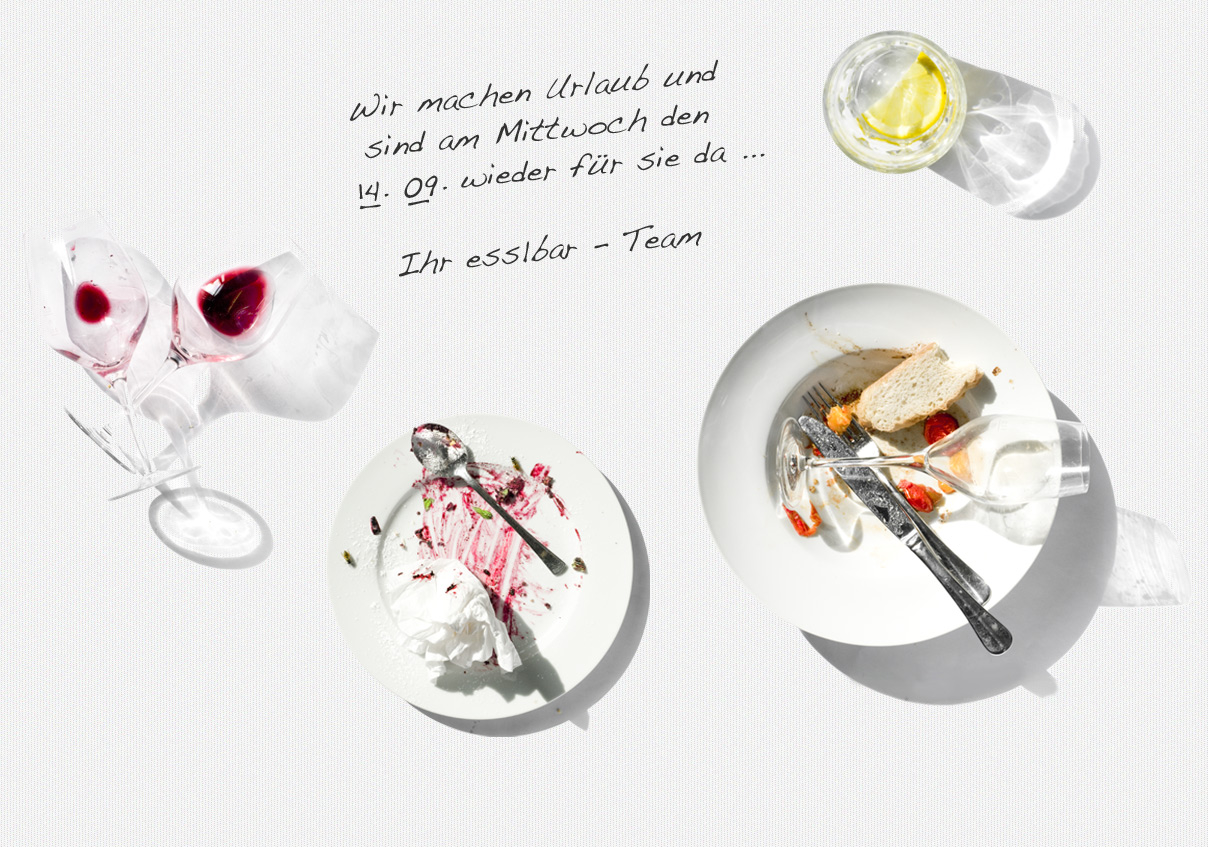 Wir machen Urlaub und
sind am Mittwoch den
14. 09. wieder für sie da ...
Ihr esslbar - Team